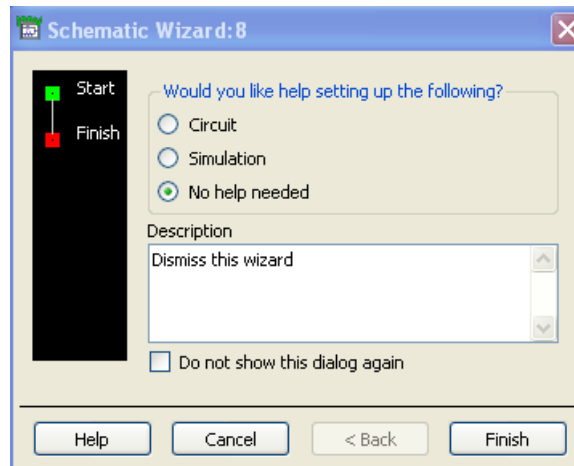 Schematic Wizard:8
Start
Finish
Would you like help setting up the following?
Circuit
Simulation
No help needed
Description
Dismiss this wizard
Do not show this dialog again
Help
Cancel
< Back
Finish